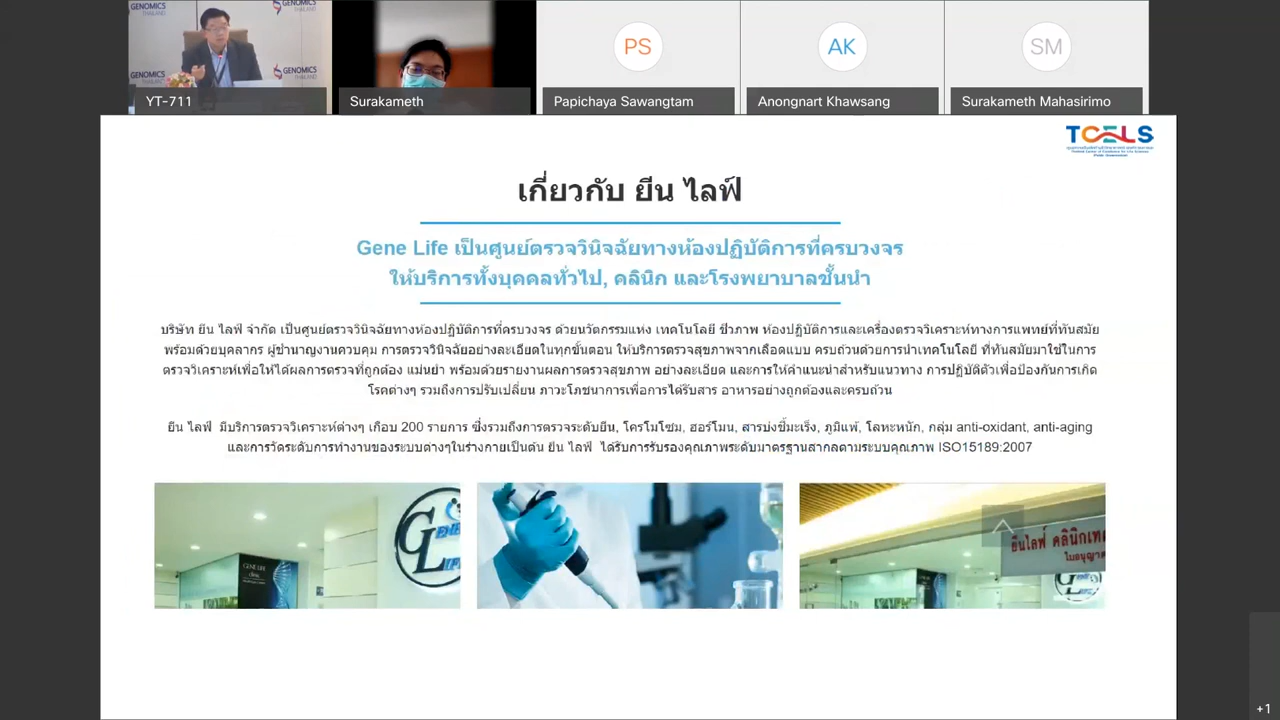 GENOMICS
THAILAND
GENOMICS
GENOMICS
THAILAND
GENOMICS
THAILAND
YT-711
Surakameth
PS
Papichaya Sawangtam
AK
Anongnart Khawsang
SM
Surakameth Mahasirimo
TCELS
เกี่ยวกับ ยีน ไลฟ์
Gene Life เป็นศูนย์ตรวจวินิจฉัยทางห้องปฏิบัติการที่ครบวงจร
ให้บริการทั้งบุคคลทั่วไป, คลินิก และโรงพยาบาลชั้นนำ
บริษัท ยีน ไลฟ์ จำกัด เป็นศูนย์ตรวจวินิจฉัยทางห้องปฏิบัติการที่ครบวงจร ด้วยนวัตกรรมแห่ง เทคโนโลยี ชีวภาพ ห้องปฏิบัติการและเครื่องตรวจวิเคราะห์ทางการแพทย์ที่ทันสมัย
พร้อมด้วยบุคลากร ผู้ชำนาญงานควบคุม การตรวจวินิจฉัยอย่างละเอียดในทุกขั้นตอน ให้บริการตรวจสุขภาพจากเลือดแบบ ครบถ้วนด้วยการนำเทคโนโลยี ที่ทันสมัยมาใช้ในการ
ตรวจวิเคราะห์เพื่อให้ได้ผลการตรวจที่ถูกต้อง แม่นยำ พร้อมด้วยรายงานผลการตรวจสุขภาพ อย่างละเอียด และการให้คำแนะนำสำหรับแนวทาง การปฏิบัติตัวเพื่อป้องกันการเกิด
โรคต่างๆ รวมถึงการปรับเปลี่ยน ภาวะโภชนาการเพื่อการได้รับสาร อาหารอย่างถูกต้องและครบถ้วน
ยีน ไลฟ์ มีบริการตรวจวิเคราะห์ต่างๆ เกือบ 200 รายการ ซึ่งรวมถึงการตรวจระดับยีน, โครโมโซม, ฮอร์โมน, สารบ่งชี้มะเร็ง, ภูมิแพ้, โลหะหนัก, กลุ่ม anti-oxidant, anti-aging
และการวัดระดับการทำงานของระบบต่างๆในร่างกายเป็นต้น ยีน ไลฟ์ ได้รับการรับรองคุณภาพระดับมาตรฐานสากลตามระบบคุณภาพ ISO15189:2007
GENE LIFE
ยีนไลฟ์ คลินิกเท
ใบอนุญาต
+1